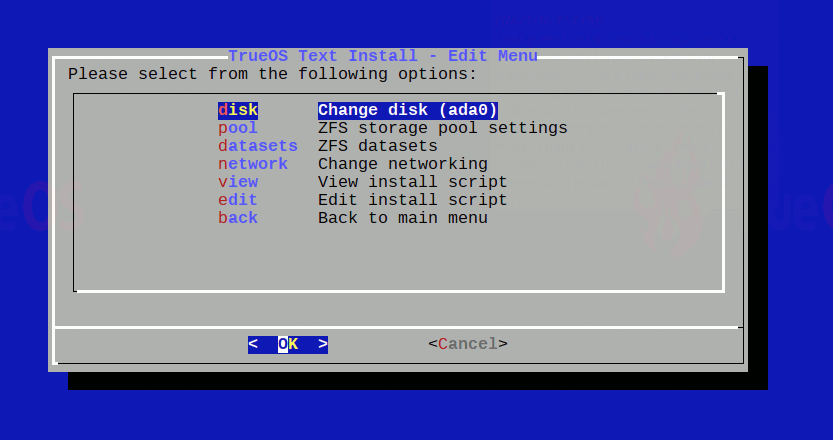 TrueOS Text Install - Edit Menu
Please select from the following options:
disk Change disk (ada0)
pool ZFS storage pool settings
datasets ZFS datasets
network Change networking
view View install script
edit Edit install script
back Back to main menu
< OK > <Cancel>